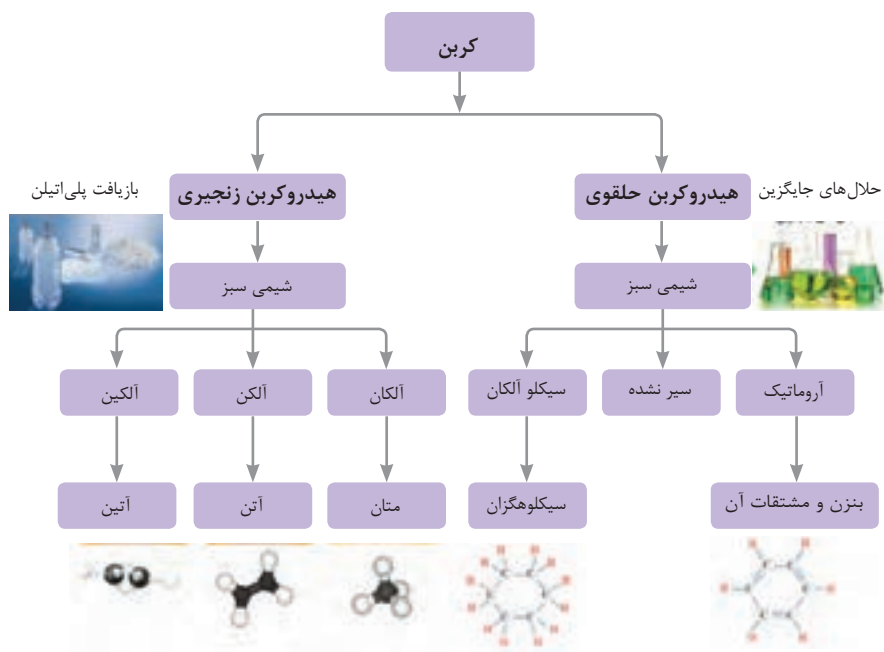 کربن
حلال‌های جایگزین
هیدروکربن حلقوی
هیدروکربن زنجیری
بازیافت پلی‌اتیلن
شیمی سبز
شیمی سبز
آروماتیک
سیر نشده
سیکلو آلکان
آلکان
آلکن
آلکین
بنزن و مشتقات آن
سیکلوهگزان
متان
آتن
آتین